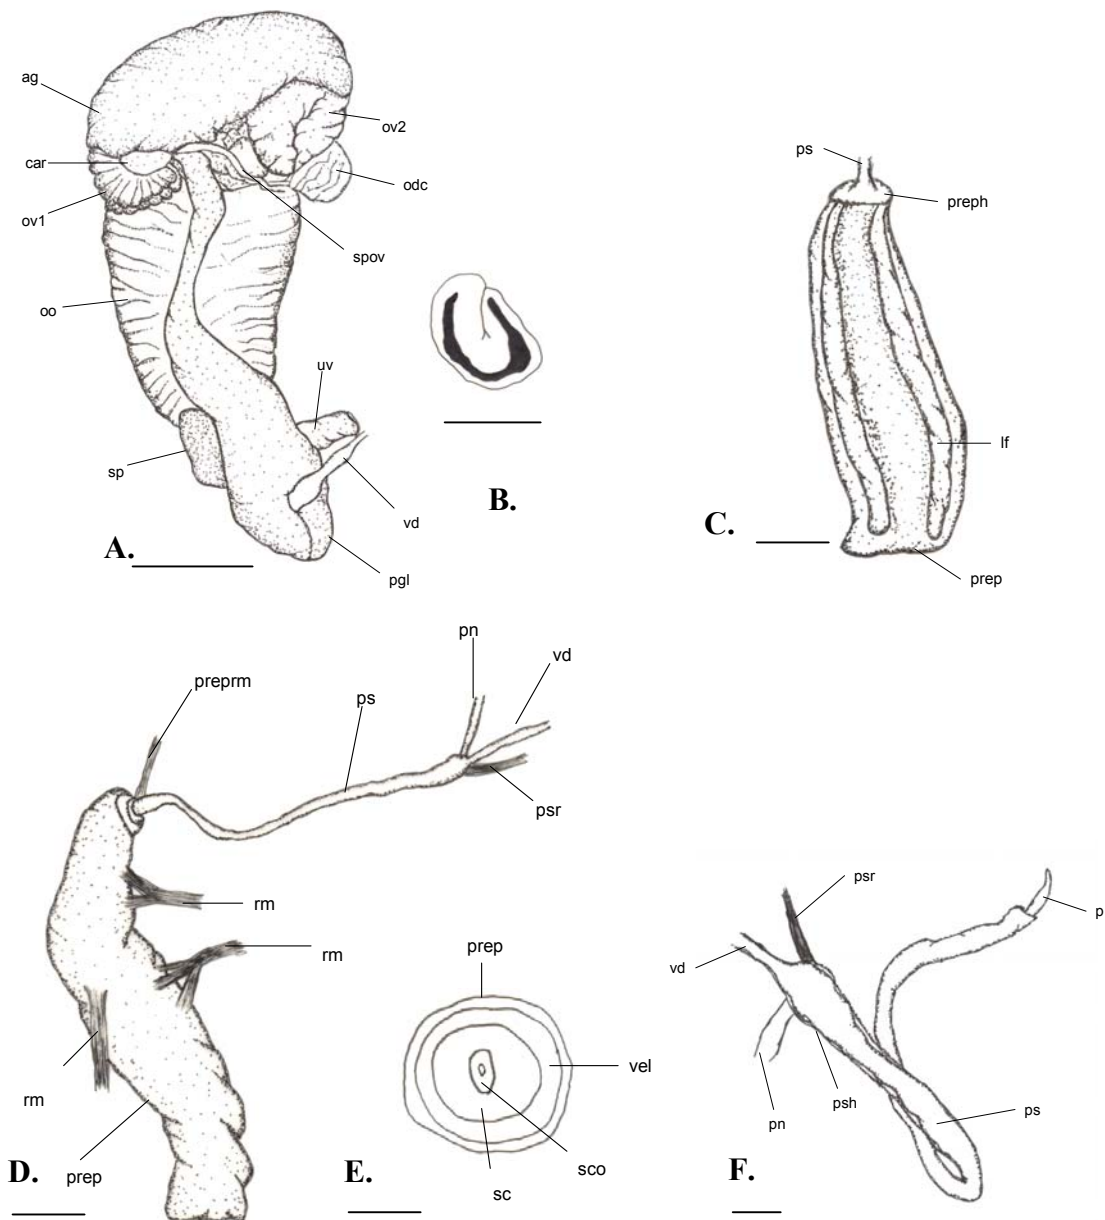 ag
ov2
car
odc
ov1
spov
oo
uv
sp
vd
pgl
A.
B.
ps
preph
lf
prep
C.
pn
vd
preprm
ps
psr
rm
rm
rm
prep
D.
prep
vel
sco
sc
E.
psr
p
vd
psh
pn
ps
F.